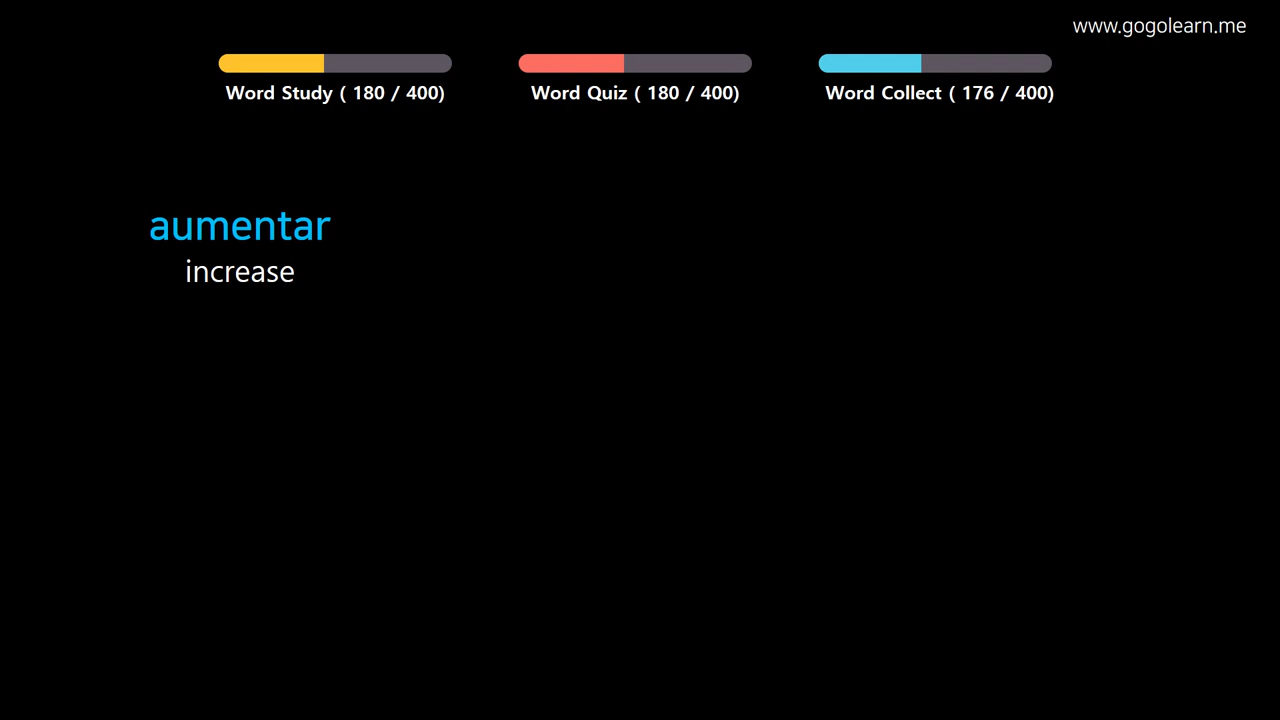 www.gogolearn.me
Word Study ( 180 / 400)
Word Quiz ( 180 / 400)
Word Collect ( 176 / 400)
aumentar
increase